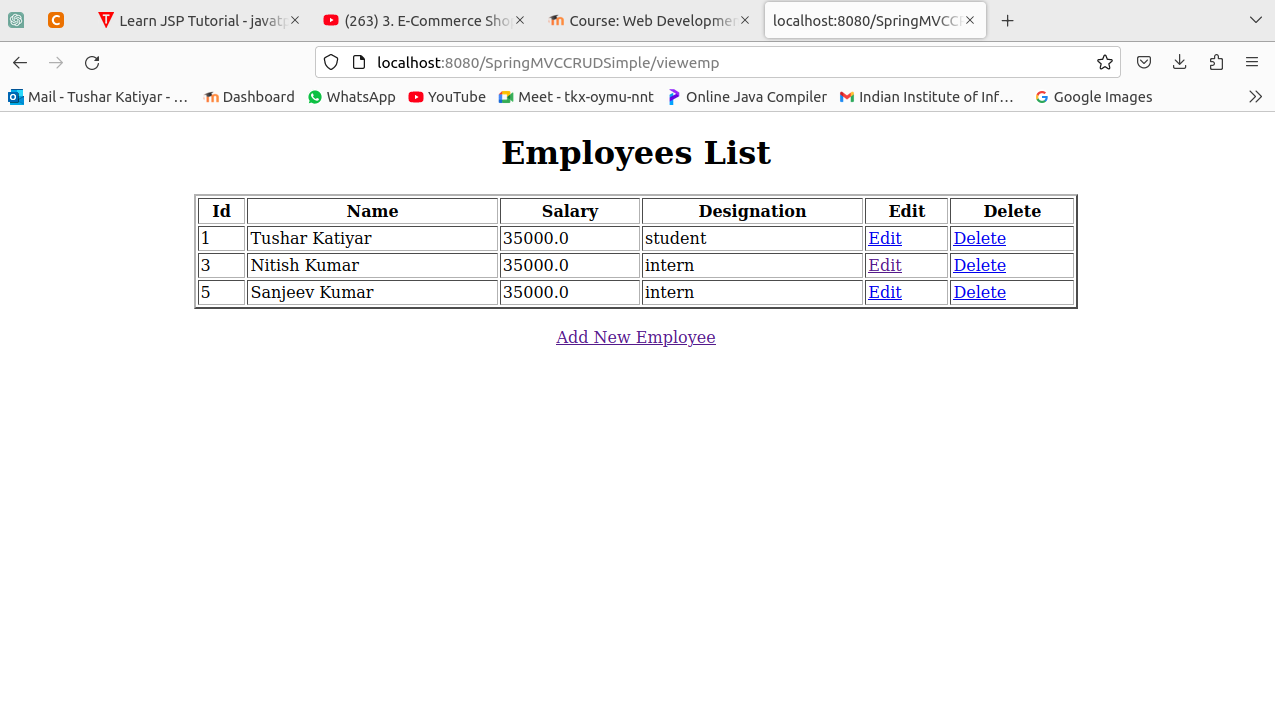 Learn JSP Tutorial - javatp (263) 3. E-Commerce Shop Course: Web Developmen localhost:8080/SpringMVCCR
localhost:8080/SpringMVCCRUDSimple/viewemp
Mail - Tushar Katiyar - … Dashboard WhatsApp YouTube Meet - tkx-oymu-nnt Online Java Compiler Indian Institute of Inf… Google Images
Employees List
Id Name Salary Designation Edit Delete
1 Tushar Katiyar 35000.0 student Edit Delete
3 Nitish Kumar 35000.0 intern Edit Delete
5 Sanjeev Kumar 35000.0 intern Edit Delete
Add New Employee